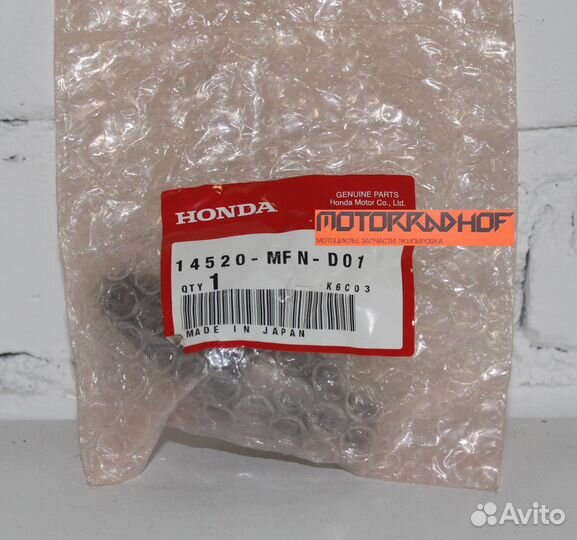 GENUINE PARTS
Honda Motor Co., Ltd.
HONDA
MOTORRADHOF
МОТОЦИКЛЫ, ЗАПЧАСТИ, ЭКИПИРОВКА
14520-MFN-D01
QTY 1 K6C03
MADE IN JAPAN
Avito